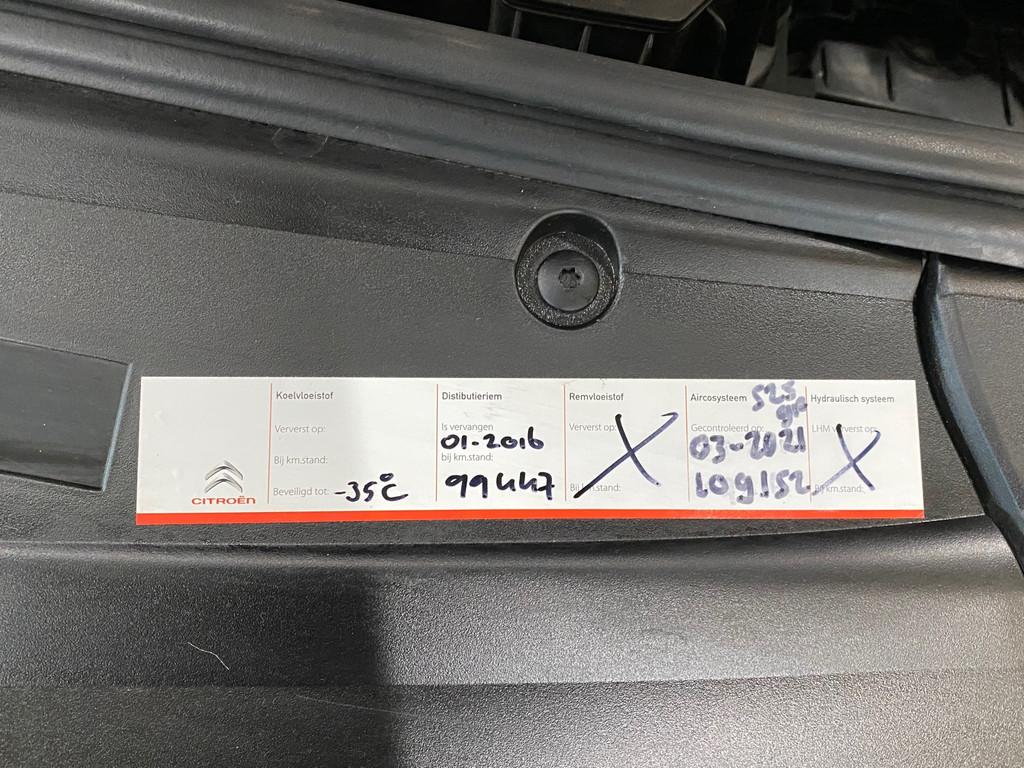 CITROËN
Koelvloeistof
Ververst op:
Bij km.stand:
Beveiligd tot: -35°C
Distributieriem
Is vervangen
01-2016
bij km.stand:
99447
Remvloeistof
Ververst op:
Bij km.stand:
Aircosysteem 525
gr
Gecontroleerd op:
03-2021
109152
Hydraulisch systeem
LHM ververst op:
Bij km.stand: